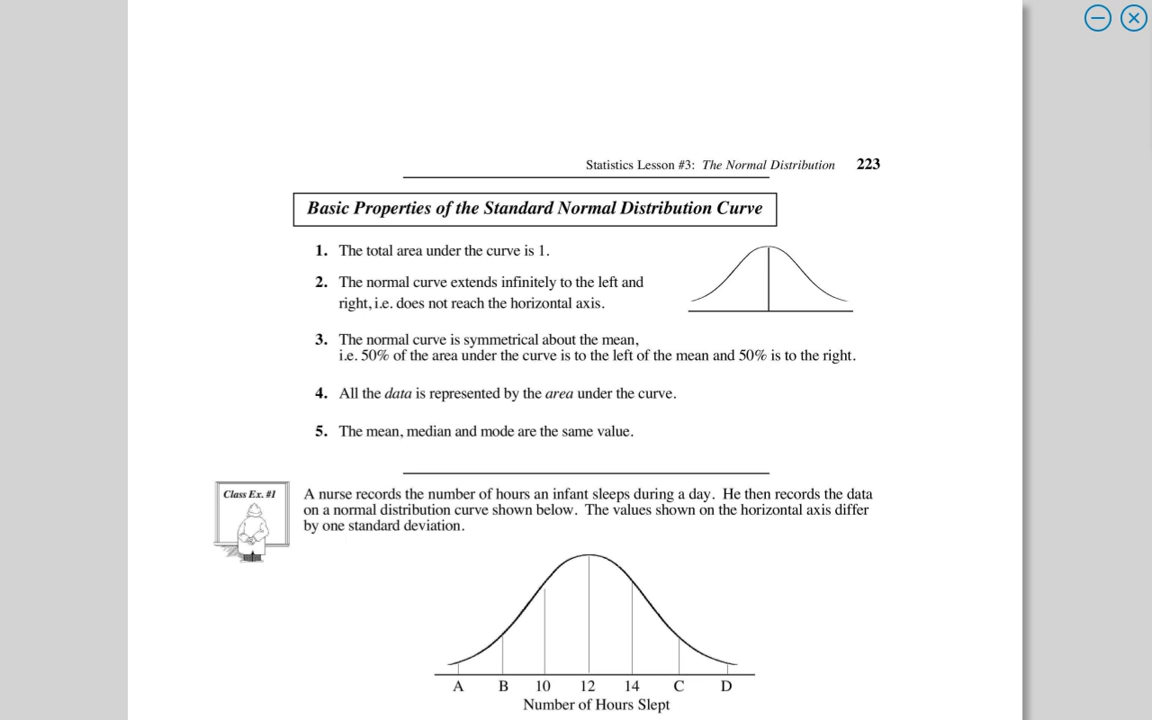 Statistics Lesson #3: The Normal Distribution 223
Basic Properties of the Standard Normal Distribution Curve
1. The total area under the curve is 1.
2. The normal curve extends infinitely to the left and
right, i.e. does not reach the horizontal axis.
3. The normal curve is symmetrical about the mean,
i.e. 50% of the area under the curve is to the left of the mean and 50% is to the right.
4. All the data is represented by the area under the curve.
5. The mean, median and mode are the same value.
Class Ex. #1
A nurse records the number of hours an infant sleeps during a day. He then records the data
on a normal distribution curve shown below. The values shown on the horizontal axis differ
by one standard deviation.
A B 10 12 14 C D
Number of Hours Slept